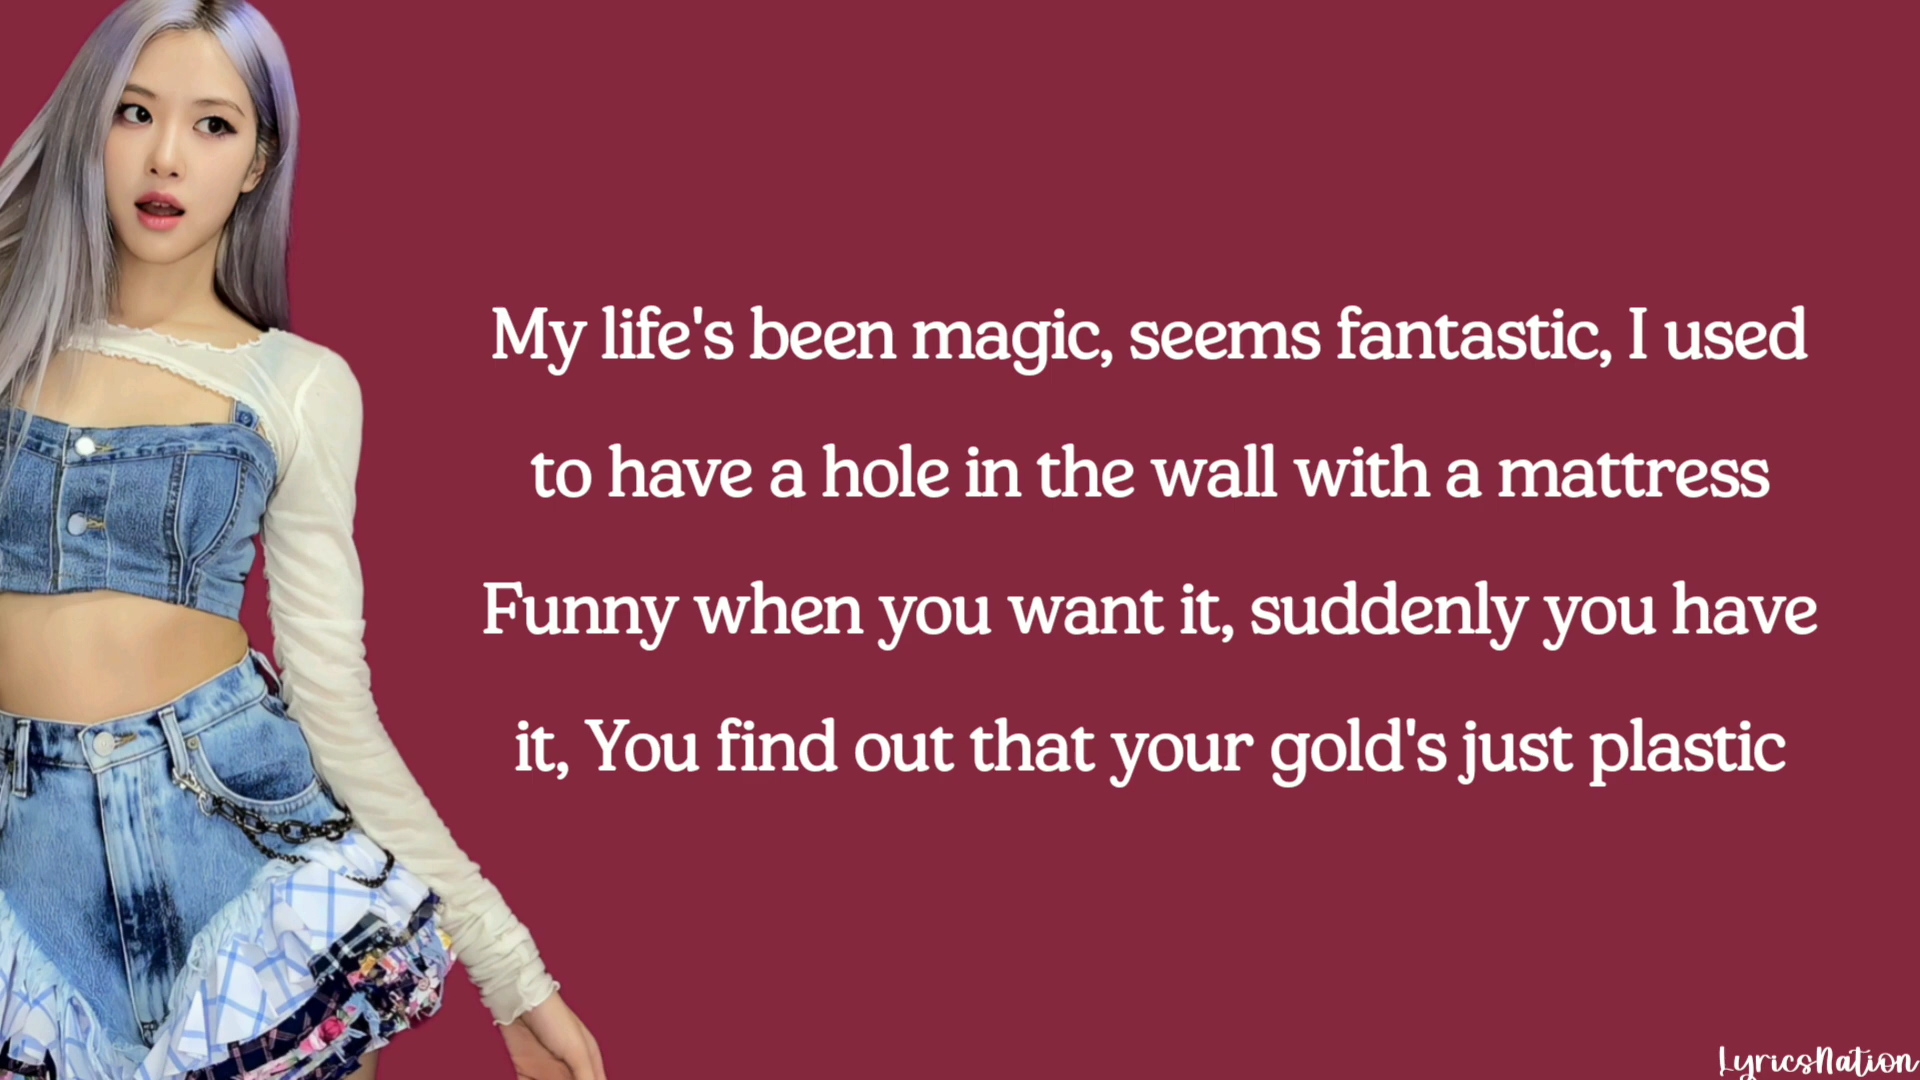 My life's been magic, seems fantastic, I used
to have a hole in the wall with a mattress
Funny when you want it, suddenly you have
it, You find out that your gold's just plastic
LyricsNation